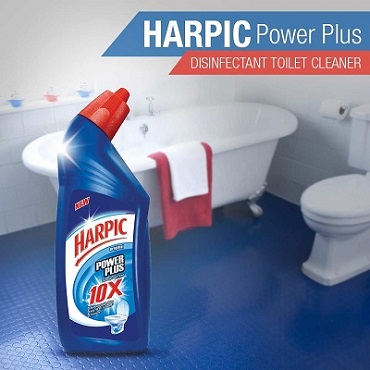 HARPIC Power Plus
DISINFECTANT TOILET CLEANER
NEW
HARPIC
POWER
PLUS
10X